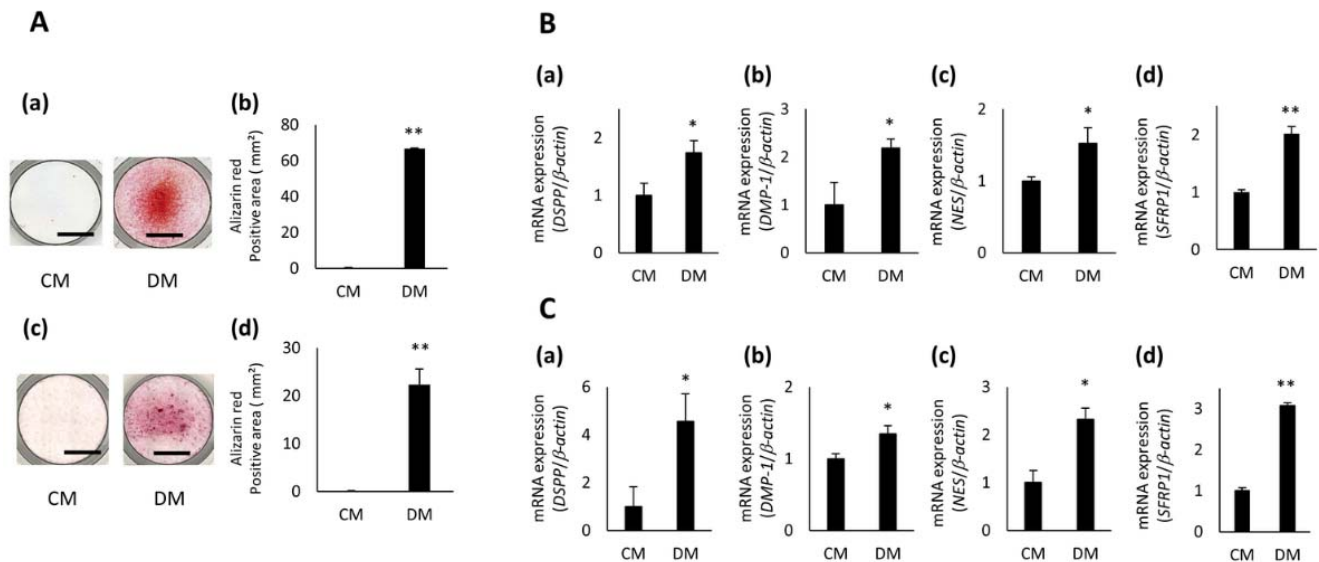 A
(a)
(b)
Alizarin red
Positive area ( mm²)
80
60
40
20
0
**
CM
DM
CM
DM
(c)
(d)
Alizarin red
Positive area ( mm²)
30
20
10
0
**
CM
DM
CM
DM
B
(a)
mRNA expression
(DSPP/β-actin)
2
1
0
*
CM
DM
(b)
mRNA expression
(DMP-1/β-actin)
3
2
1
0
*
CM
DM
(c)
mRNA expression
(NES/β-actin)
2
1
0
*
CM
DM
(d)
mRNA expression
(SFRP1/β-actin)
2
1
0
**
CM
DM
C
(a)
mRNA expression
(DSPP/β-actin)
6
4
2
0
*
CM
DM
(b)
mRNA expression
(DMP-1/β-actin)
2
1
0
*
CM
DM
(c)
mRNA expression
(NES/β-actin)
3
2
1
0
*
CM
DM
(d)
mRNA expression
(SFRP1/β-actin)
3
2
1
0
**
CM
DM